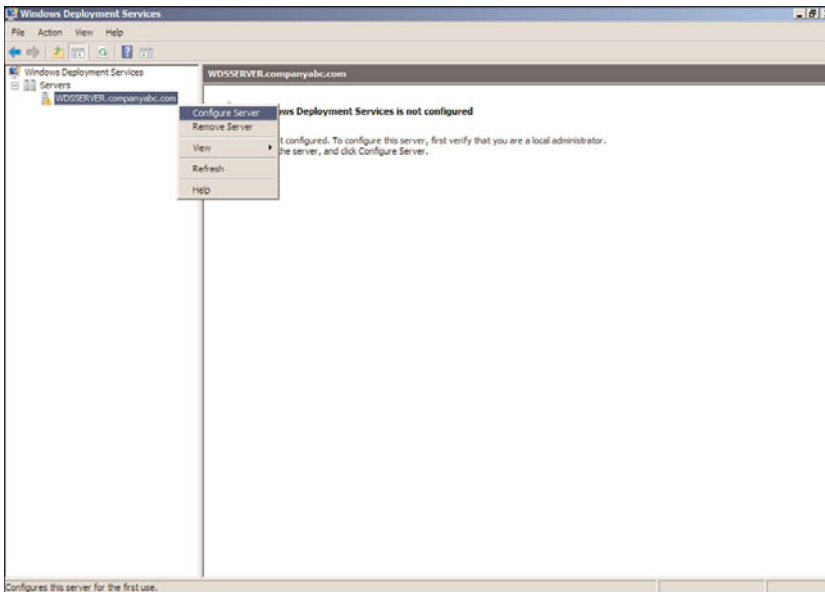 Windows Deployment Services
File Action View Help
Windows Deployment Services
Servers
WDSSERVER.companyabc.com
WDSSERVER.companyabc.com
Configure Server
Remove Server
View
Refresh
Help
ws Deployment Services is not configured
t configured. To configure this server, first verify that you are a local administrator.
the server, and click Configure Server.
Configures this server for the first use.